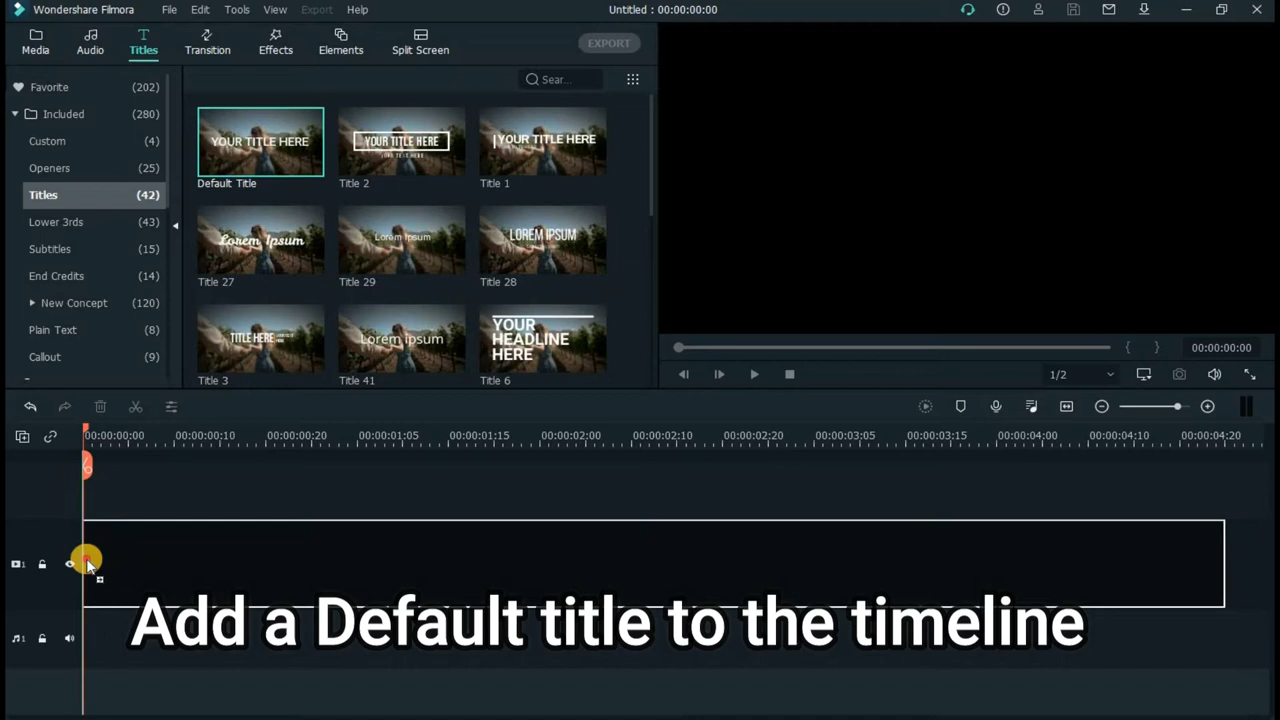 Wondershare Filmora File Edit Tools View Export Help Untitled : 00:00:00:00
Media Audio Titles Transition Effects Elements Split Screen EXPORT
Favorite (202)
Included (280)
Custom (4)
Openers (25)
Titles (42)
Lower 3rds (43)
Subtitles (15)
End Credits (14)
New Concept (120)
Plain Text (8)
Callout (9)
Sear...
YOUR TITLE HERE
Default Title
YOUR TITLE HERE
Title 2
YOUR TITLE HERE
Title 1
Lorem Ipsum
Title 27
Lorem Ipsum
Title 29
LOREM IPSUM
Title 28
TITLE HERE
Title 3
Lorem Ipsum
Title 41
YOUR
HEADLINE
HERE
Title 6
00:00:00:00
1/2
00:00:00:00 00:00:00:10 00:00:00:20 00:00:01:05 00:00:01:15 00:00:02:00 00:00:02:10 00:00:02:20 00:00:03:05 00:00:03:15 00:00:04:00 00:00:04:10 00:00:04:20
1
Add a Default title to the timeline
1